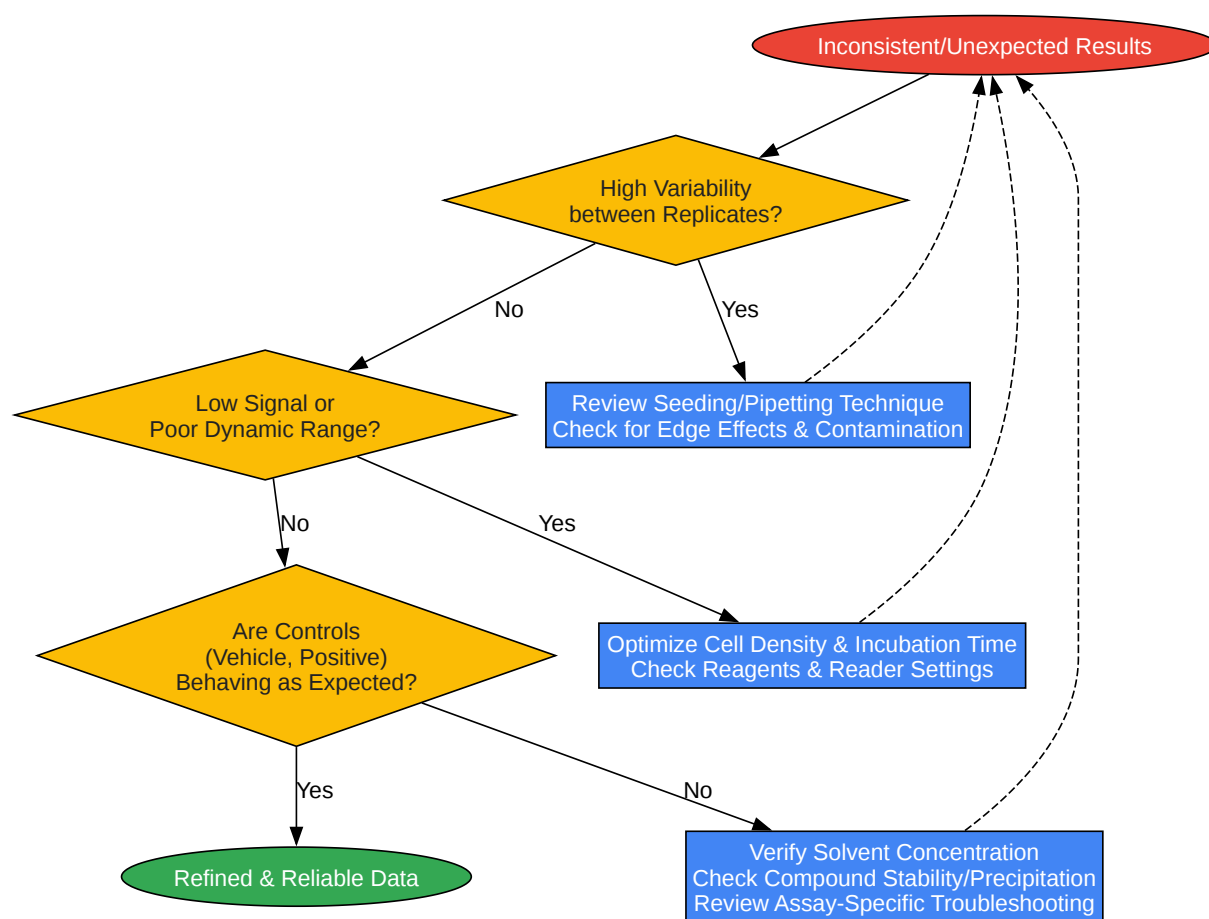 Inconsistent/Unexpected Results
High Variability
between Replicates?
No
Yes
Low Signal or
Poor Dynamic Range?
Review Seeding/Pipetting Technique
Check for Edge Effects & Contamination
No
Yes
Are Controls
(Vehicle, Positive)
Behaving as Expected?
Optimize Cell Density & Incubation Time
Check Reagents & Reader Settings
Yes
No
Refined & Reliable Data
Verify Solvent Concentration
Check Compound Stability/Precipitation
Review Assay-Specific Troubleshooting